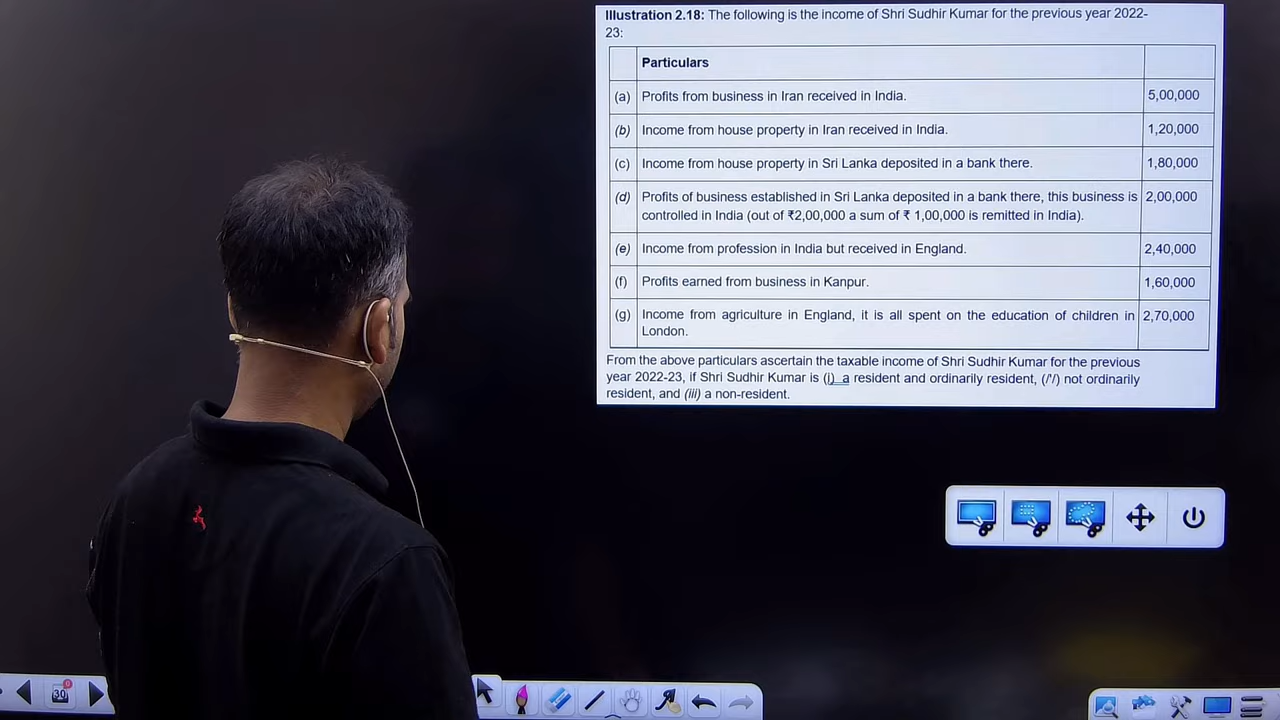 Illustration 2.18: The following is the income of Shri Sudhir Kumar for the previous year 2022-
23:
Particulars
(a) Profits from business in Iran received in India. 5,00,000
(b) Income from house property in Iran received in India. 1,20,000
(c) Income from house property in Sri Lanka deposited in a bank there. 1,80,000
(d) Profits of business established in Sri Lanka deposited in a bank there, this business is 2,00,000
controlled in India (out of ₹2,00,000 a sum of ₹ 1,00,000 is remitted in India).
(e) Income from profession in India but received in England. 2,40,000
(f) Profits earned from business in Kanpur. 1,60,000
(g) Income from agriculture in England, it is all spent on the education of children in 2,70,000
London.
From the above particulars ascertain the taxable income of Shri Sudhir Kumar for the previous
year 2022-23, if Shri Sudhir Kumar is (i) a resident and ordinarily resident, (ii) not ordinarily
resident, and (iii) a non-resident.
30
0